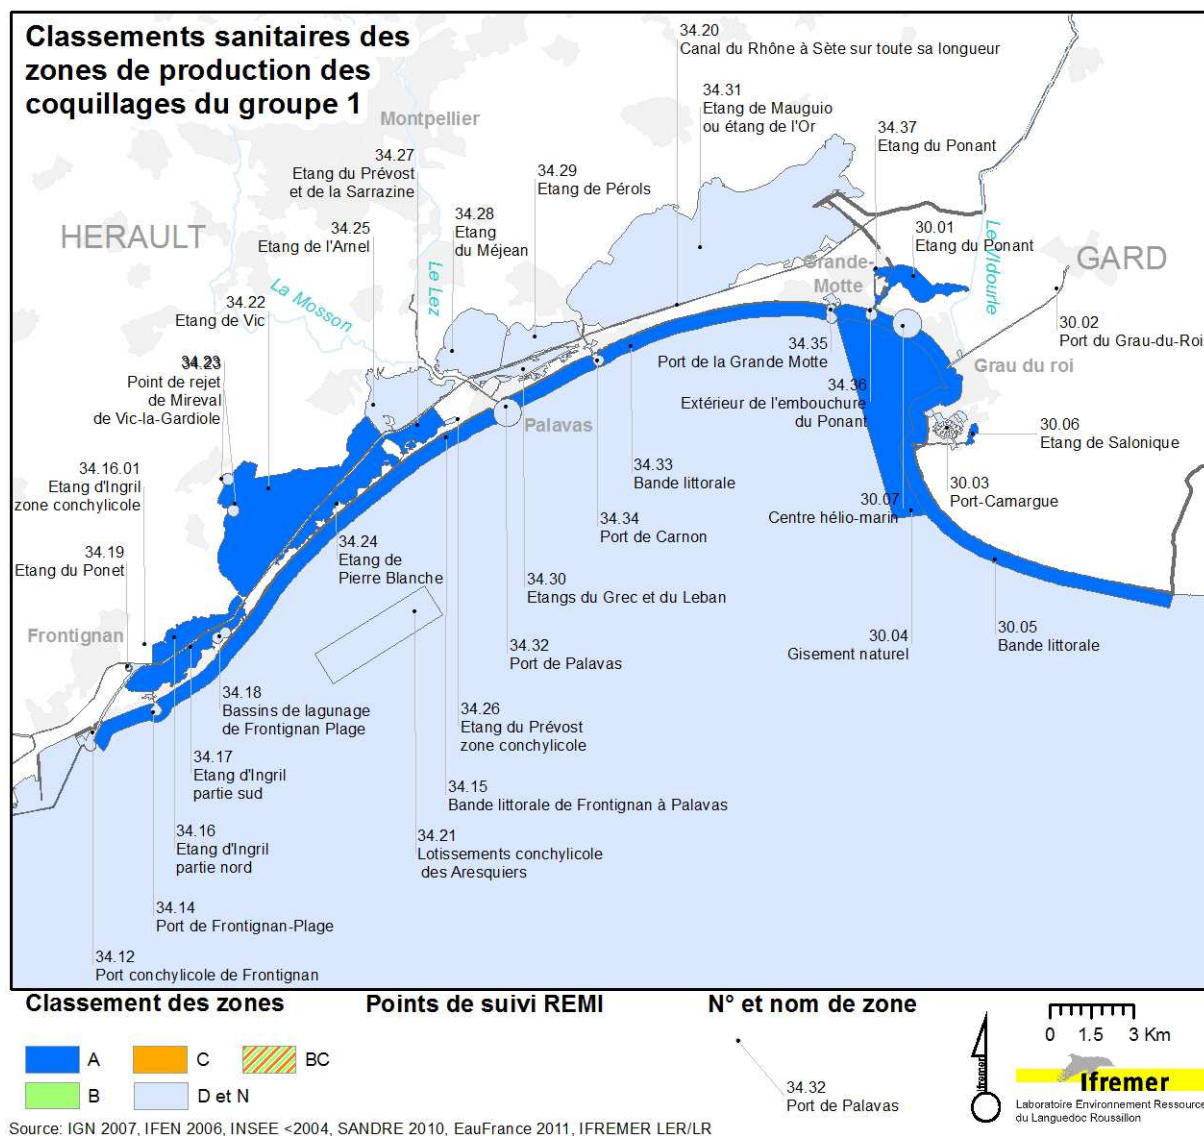 Classements sanitaires des
zones de production des
coquillages du groupe 1
34.20
Canal du Rhône à Sète sur toute sa longueur
34.31
Etang de Mauguio
ou étang de l'Or
34.37
Etang du Ponant
Montpellier
34.27
Etang du Prévost
et de la Sarrazine
34.29
Etang de Pérols
34.28
Etang
du Méjean
34.25
Etang de l'Arnel
HERAULT
30.01
Etang du Ponant
GARD
Le Lez
La Mosson
Grande-
Motte
34.22
Etang de Vic
30.02
Port du Grau-du-Roi
34.23
Point de rejet
de Mireval
de Vic-la-Gardiole
34.35
Port de la Grande Motte
Grau du roi
34.36
Extérieur de l'embouchure
du Ponant
Palavas
30.06
Etang de Salonique
34.16.01
Etang d'Ingril
zone conchylicole
34.33
Bande littorale
30.03
Port-Camargue
30.07
Centre hélio-marin
34.34
Port de Carnon
34.24
Etang de
Pierre Blanche
34.19
Etang du Ponet
34.30
Etangs du Grec et du Leban
Frontignan
34.32
Port de Palavas
30.04
Gisement naturel
30.05
Bande littorale
34.18
Bassins de lagunage
de Frontignan Plage
34.26
Etang du Prévost
zone conchylicole
34.17
Etang d'Ingril
partie sud
34.15
Bande littorale de Frontignan à Palavas
34.16
Etang d'Ingril
partie nord
34.21
Lotissements conchylicole
des Aresquiers
34.14
Port de Frontignan-Plage
34.12
Port conchylicole de Frontignan
Classement des zones
Points de suivi REMI
N° et nom de zone
A
C
BC
B
D et N
34.32
Port de Palavas
Ifremer
0 1.5 3 Km
Ifremer
Laboratoire Environnement Ressource
du Languedoc Roussillon
Source: IGN 2007, IFEN 2006, INSEE <2004, SANDRE 2010, EauFrance 2011, IFREMER LER/LR